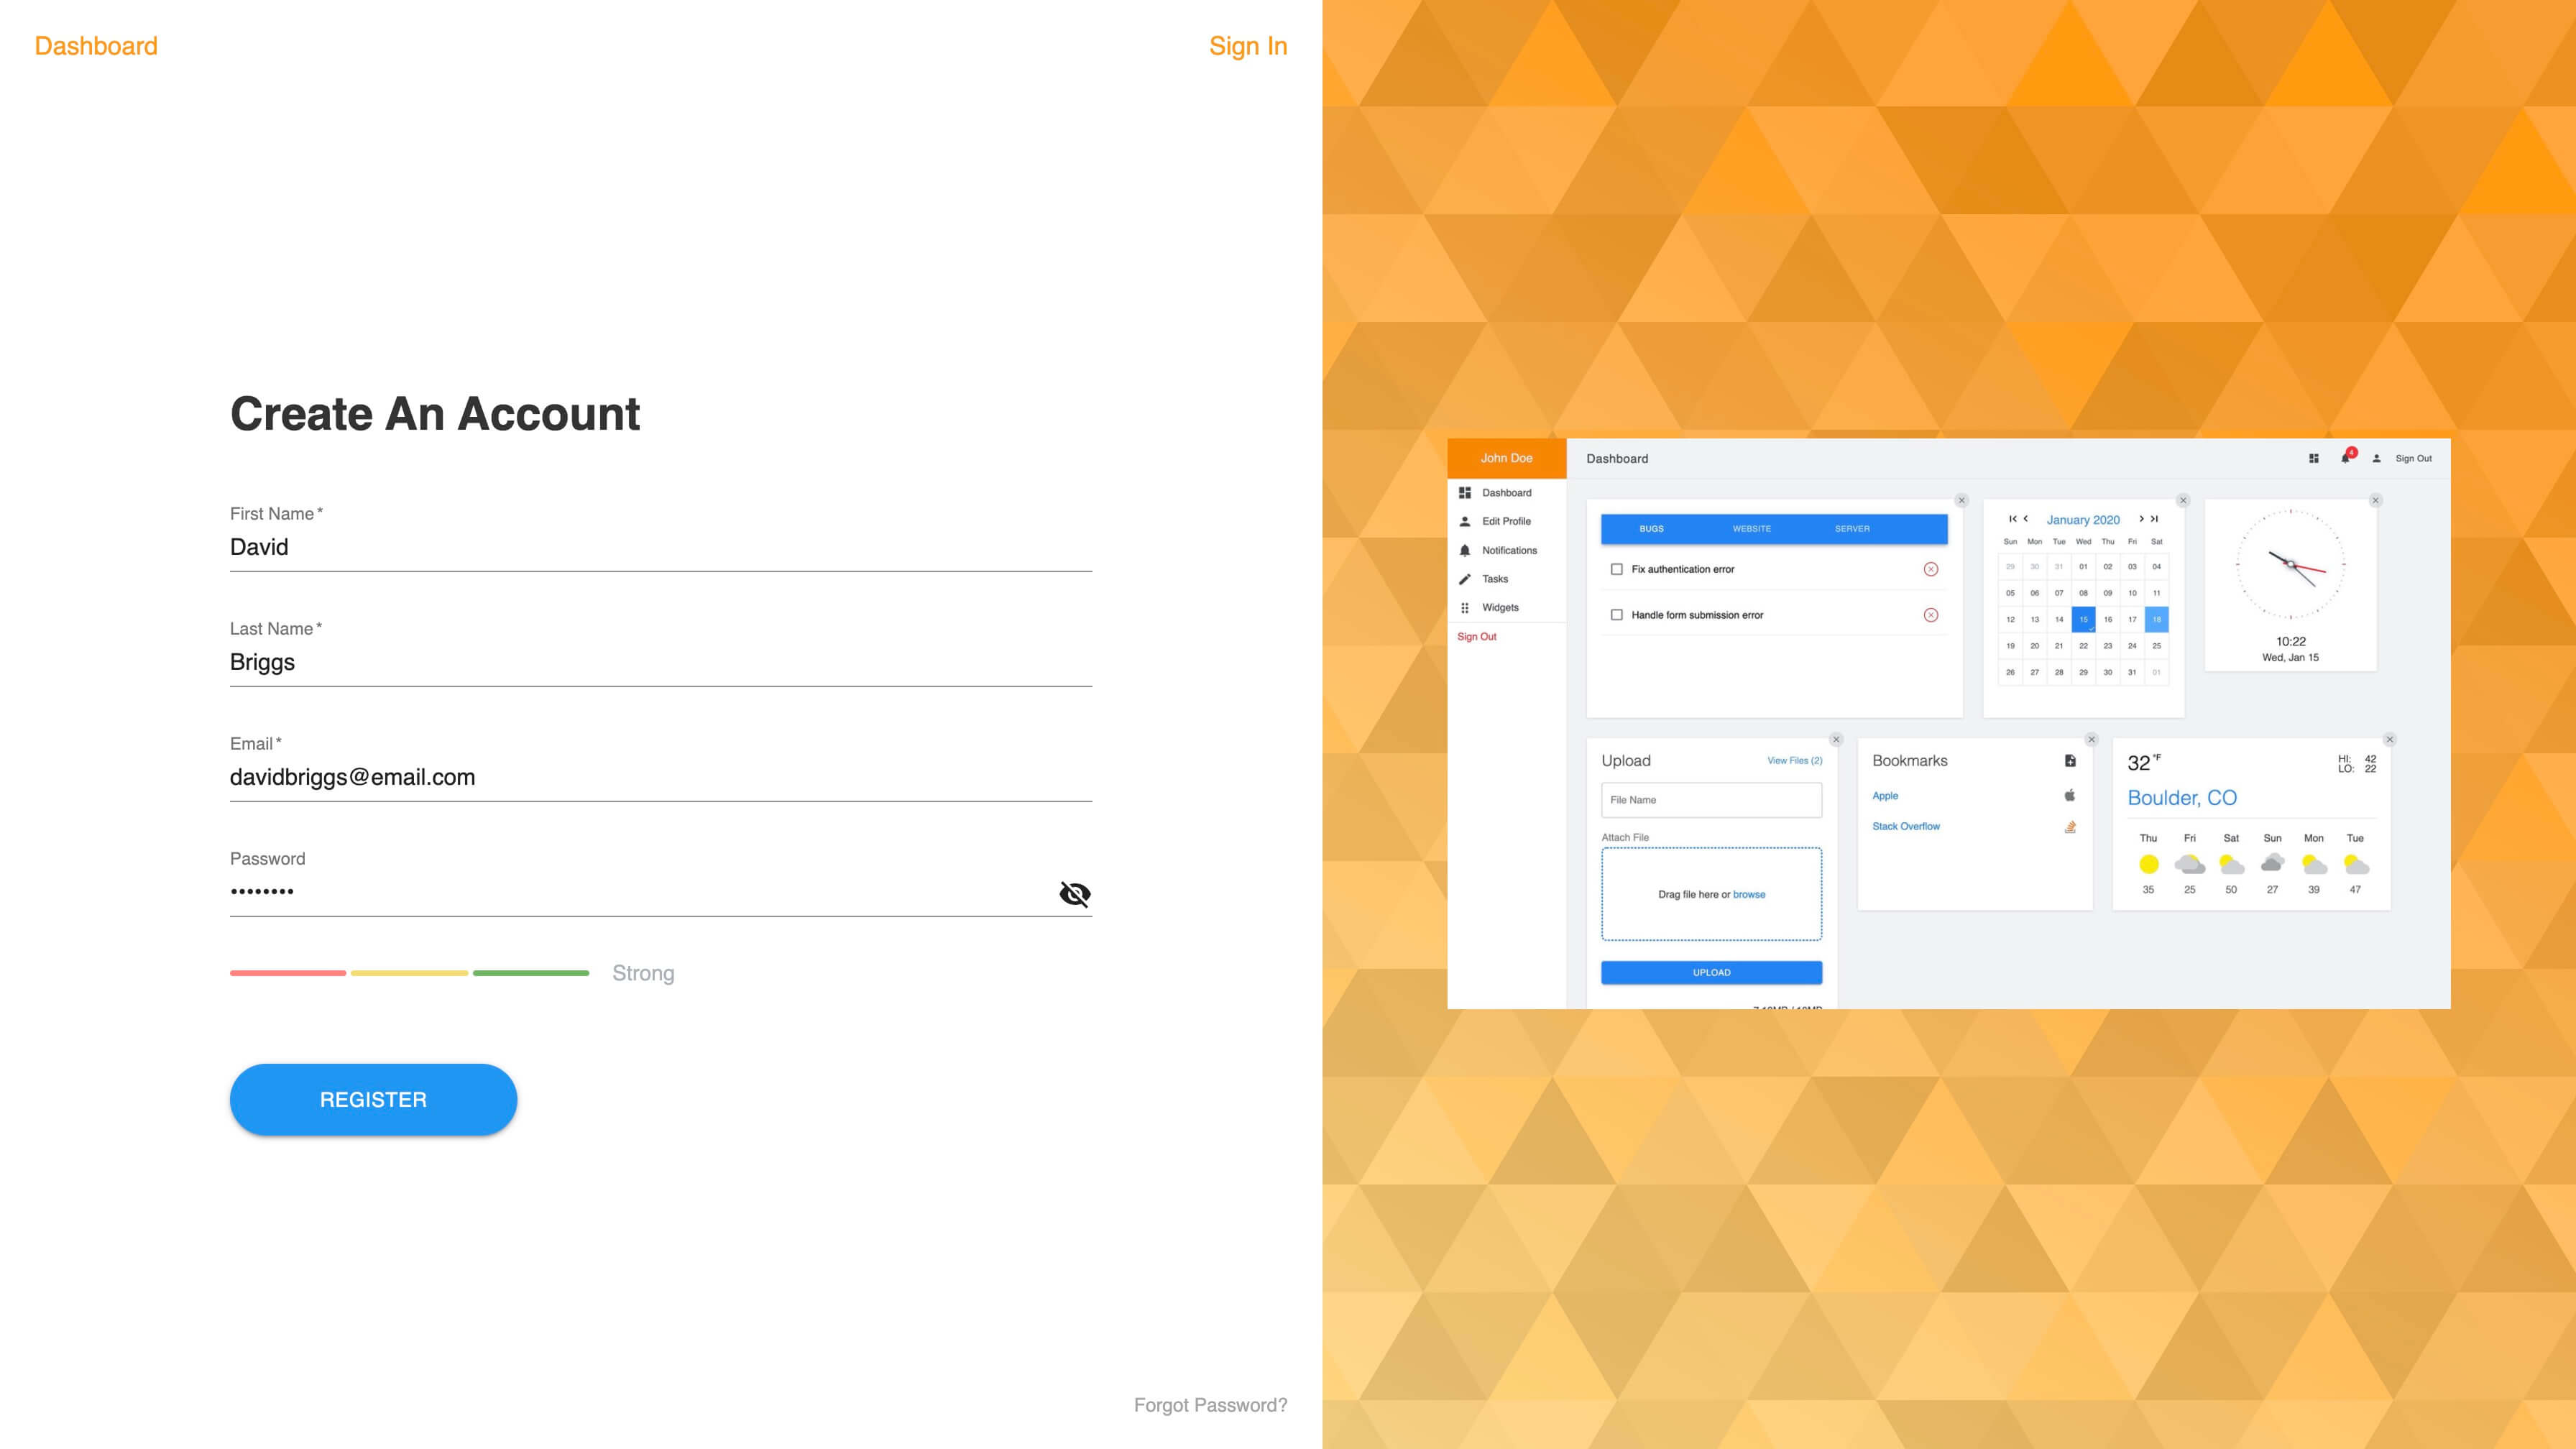 Dashboard
Sign In
Create An Account
First Name *
David
Last Name *
Briggs
Email *
davidbriggs@email.com
Password
••••••••
Strong
REGISTER
Forgot Password?
John Doe
Dashboard
4
Sign Out
Dashboard
Edit Profile
Notifications
Tasks
Widgets
Sign Out
BUGS WEBSITE SERVER
Fix authentication error
Handle form submission error
January 2020
Sun Mon Tue Wed Thu Fri Sat
29 30 31 01 02 03 04
05 06 07 08 09 10 11
12 13 14 15 16 17 18
19 20 21 22 23 24 25
26 27 28 29 30 31 01
10:22
Wed, Jan 15
Upload
View Files (2)
File Name
Attach File
Drag file here or browse
UPLOAD
Bookmarks
Apple
Stack Overflow
32 °F
HI: 42
LO: 22
Boulder, CO
Thu Fri Sat Sun Mon Tue
35 25 50 27 39 47